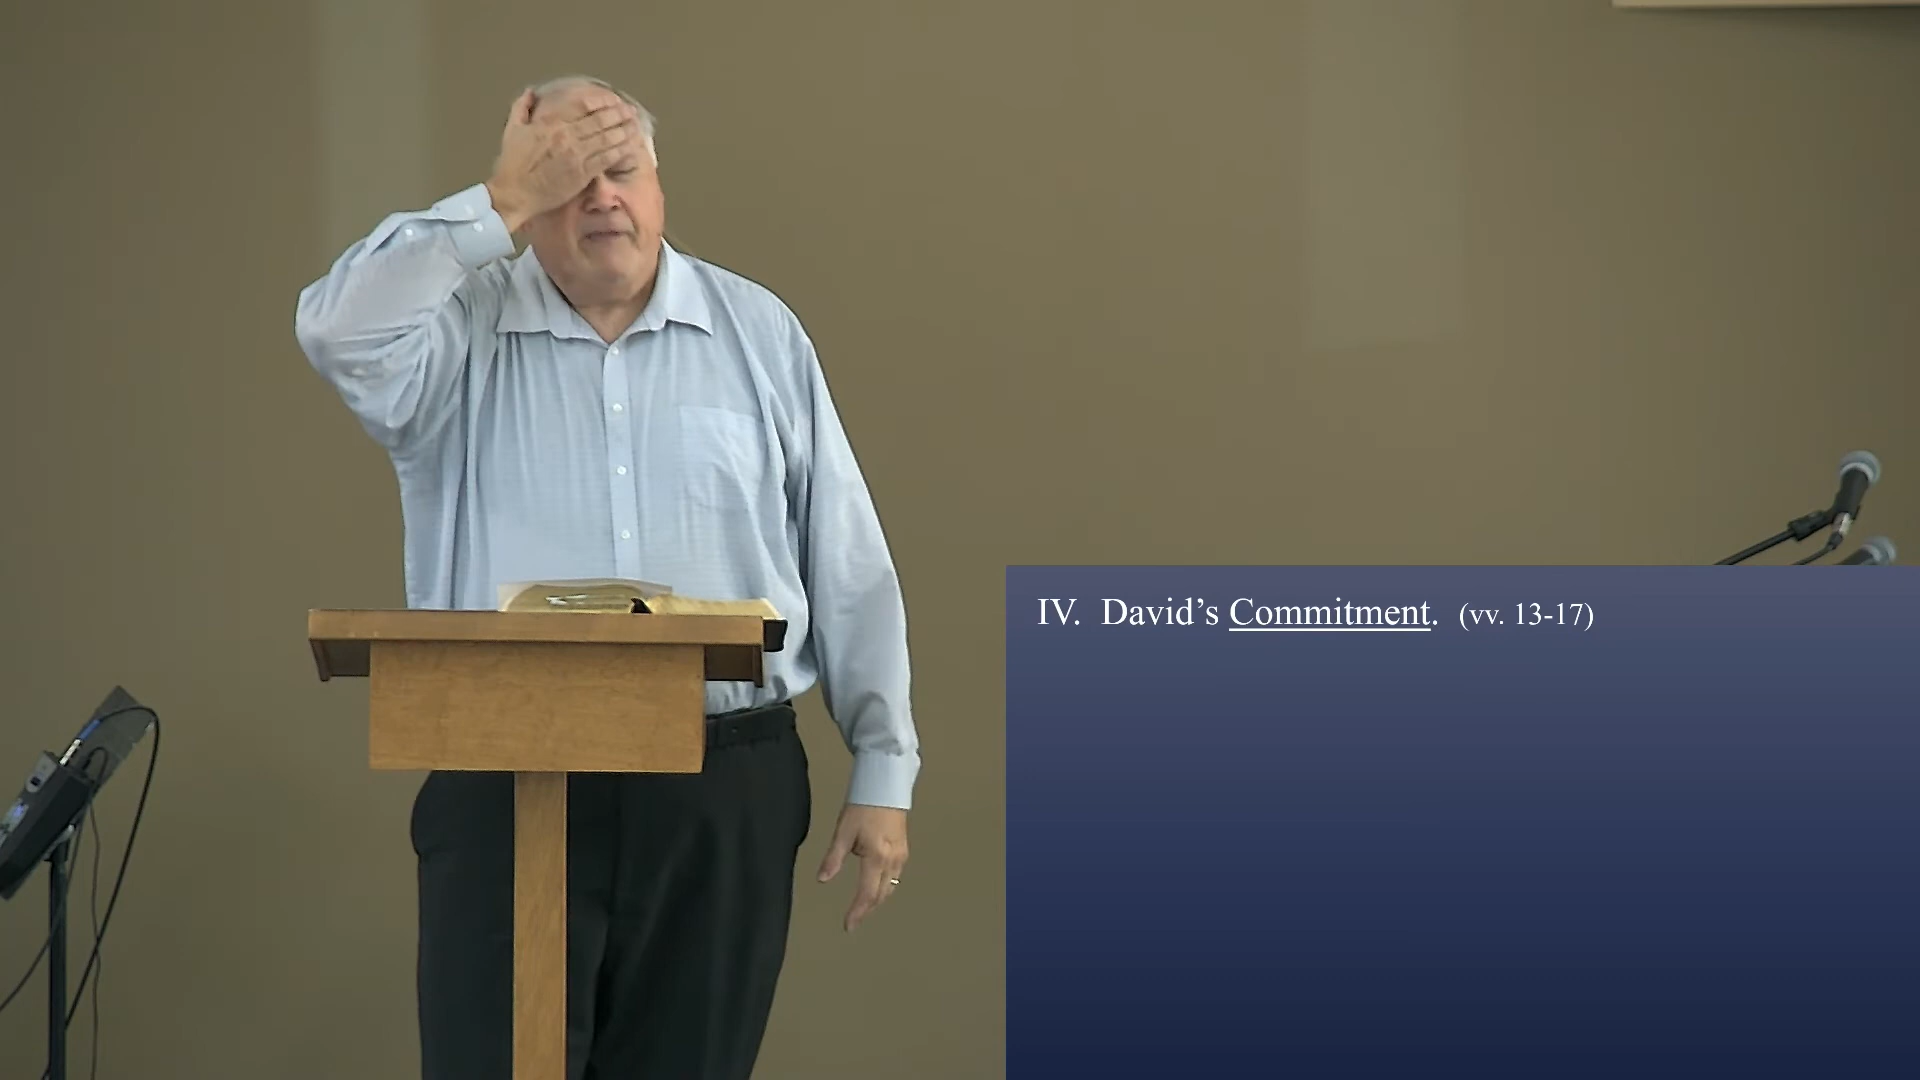 IV. David’s Commitment. (vv. 13-17)